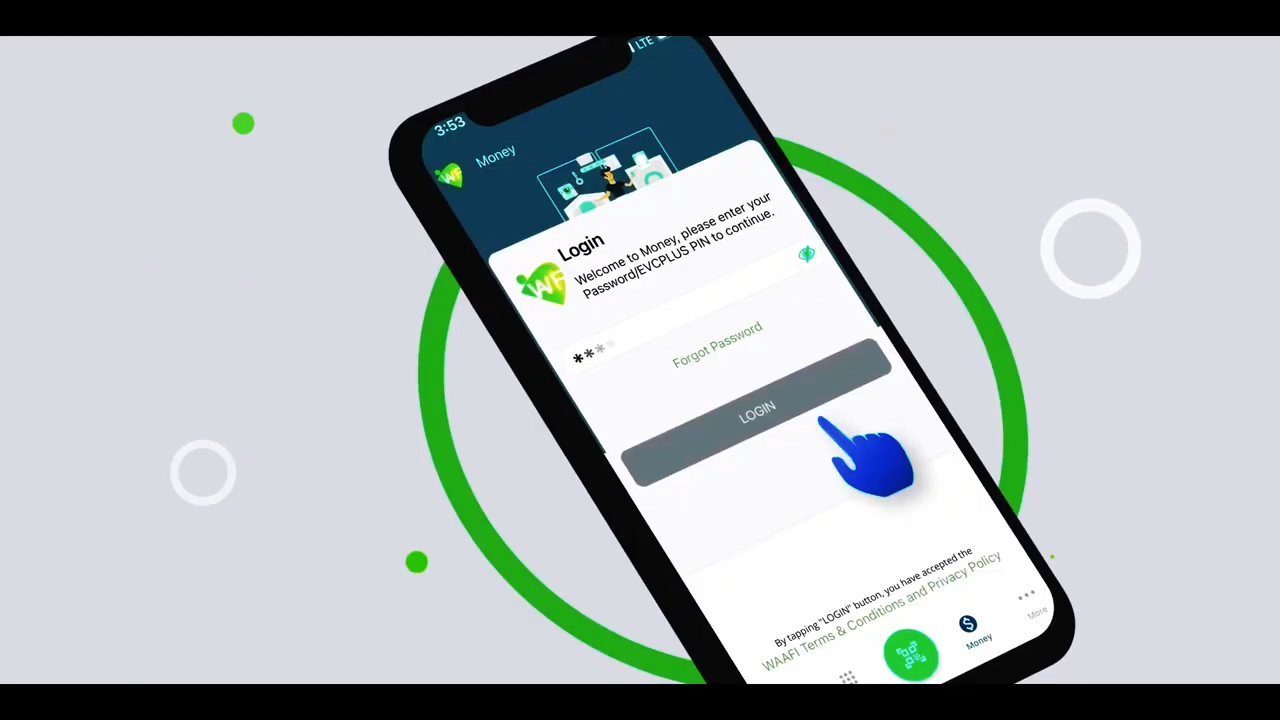 LTE
3:53
WF
Money
Login
WF
Welcome to Money, please enter your
Password/EVCPLUS PIN to continue.
***
Forgot Password
LOGIN
By tapping "LOGIN" button, you have accepted the
WAAFI Terms & Conditions and Privacy Policy
Money
More